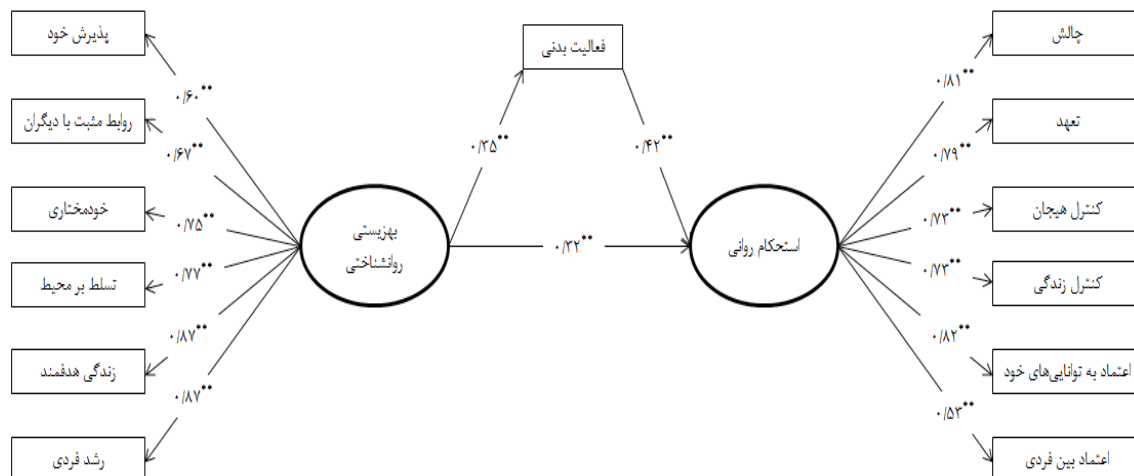 پذیرش خود
روابط مثبت با دیگران
خودمختاری
تسلط بر محیط
زندگی هدفمند
رشد فردی
۰/۶۰**
۰/۶۷**
۰/۷۵**
۰/۷۷**
۰/۸۷**
۰/۸۷**
بهزیستی
روانشناختی
فعالیت بدنی
۰/۳۵**
۰/۴۲**
۰/۳۲**
استحکام روانی
۰/۸۱**
۰/۷۹**
۰/۷۳**
۰/۷۳**
۰/۸۲**
۰/۵۳**
چالش
تعهد
کنترل هیجان
کنترل زندگی
اعتماد به توانایی‌های خود
اعتماد بین فردی